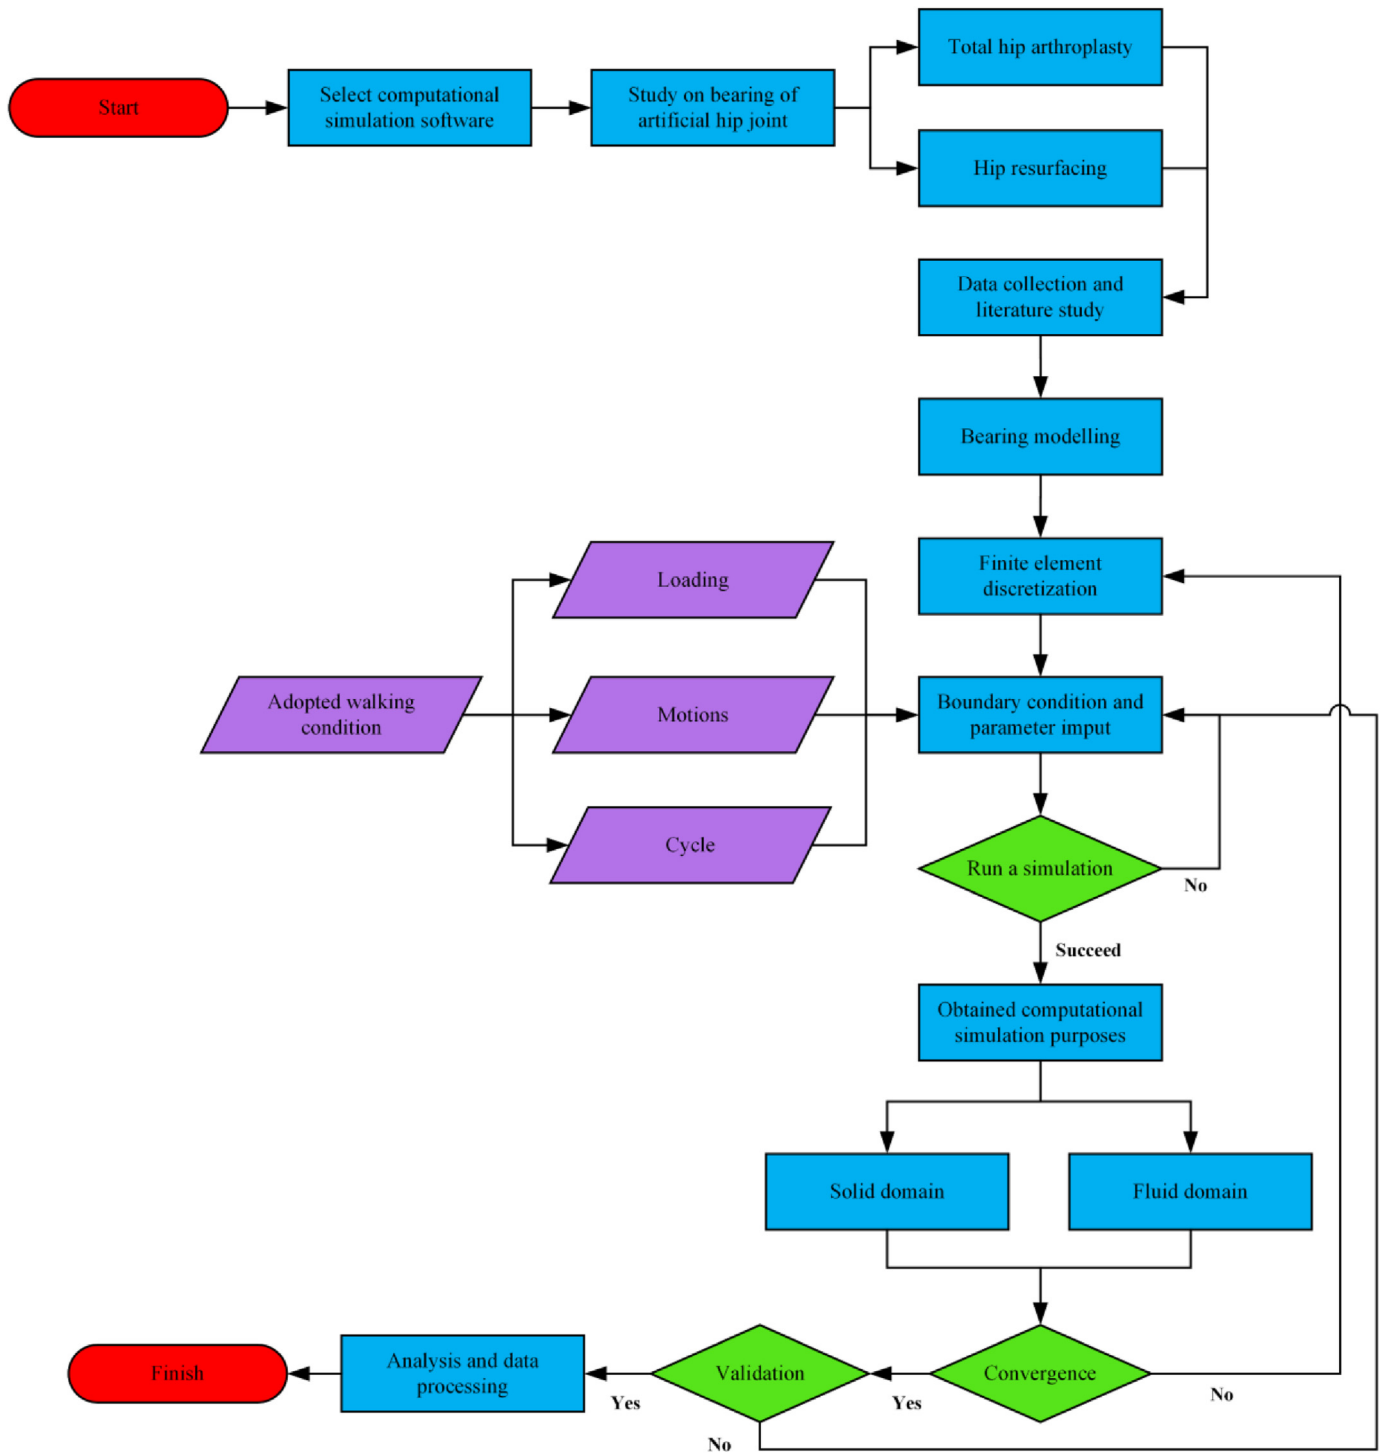 Start
Select computational
simulation software
Study on bearing of
artificial hip joint
Total hip arthroplasty
Hip resurfacing
Data collection and
literature study
Bearing modelling
Finite element
discretization
Loading
Adopted walking
condition
Motions
Cycle
Boundary condition and
parameter imput
Run a simulation
No
Succeed
Obtained computational
simulation purposes
Solid domain
Fluid domain
Convergence
No
Yes
Validation
No
Yes
Analysis and data
processing
Finish